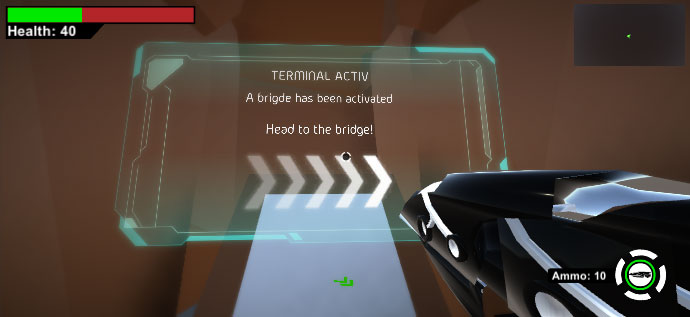 Health: 40
TERMINAL ACTIV
A brigde has been activated
Head to the bridge!
Ammo: 10